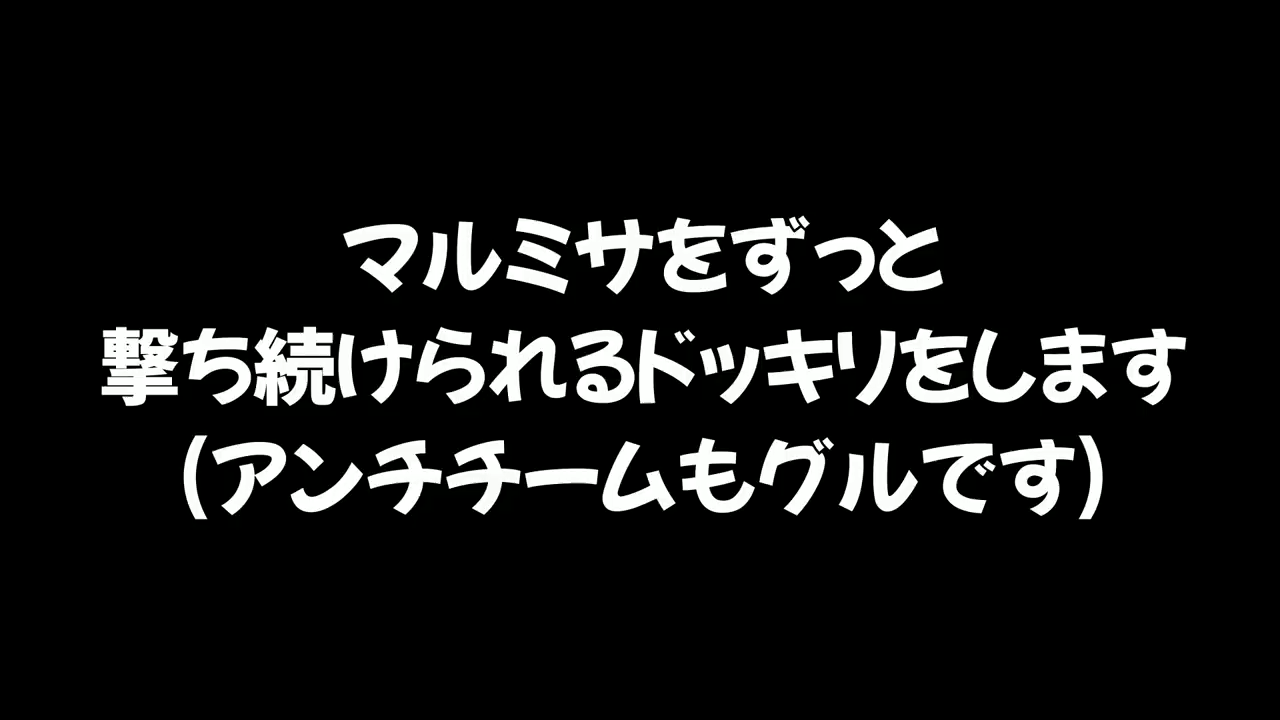 マルミサをずっと
撃ち続けられるドッキリをします
(アンチチームもグルです)